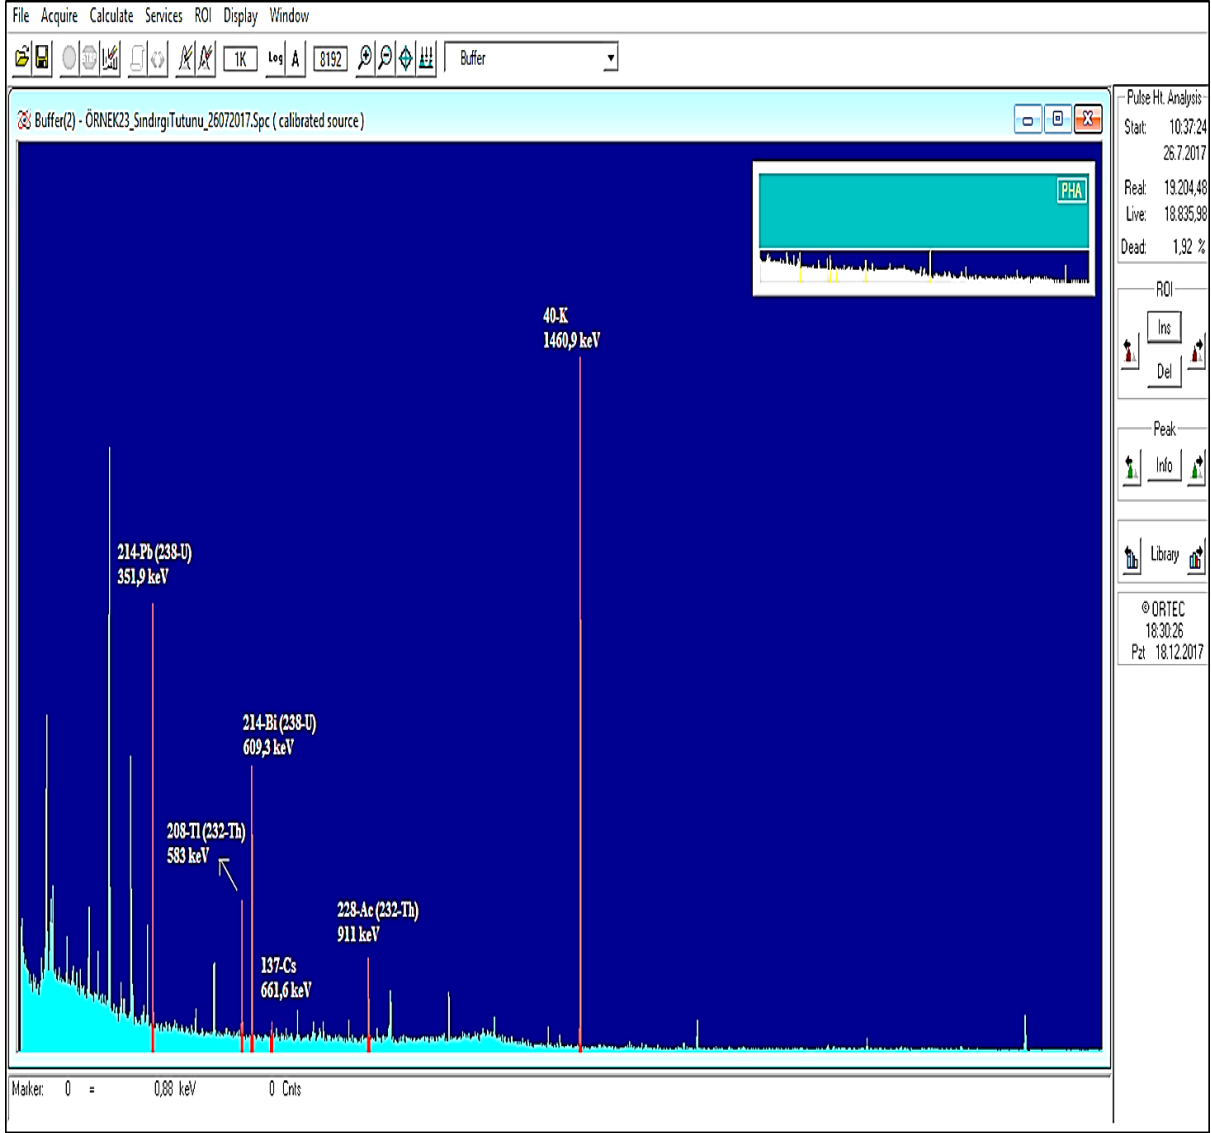 File Acquire Calculate Services ROI Display Window
1K Log A 8192 Buffer
Buffer(2) - ÖRNEK23_SındırgıTutunu_26072017.Spc ( calibrated source )
PHA
40-K
1460,9 keV
214-Pb (238-U)
351,9 keV
214-Bi (238-U)
609,3 keV
208-Tl (232-Th)
583 keV
228-Ac (232-Th)
911 keV
137-Cs
661,6 keV
Pulse Ht. Analysis
Start: 10:37:24
26.7.2017
Real: 19.204,48
Live: 18.835,98
Dead: 1,92 %
ROI
Ins
Del
Peak
Info
Library
© ORTEC
18:30:26
Pzt 18.12.2017
Marker: 0 = 0,88 keV 0 Cnts